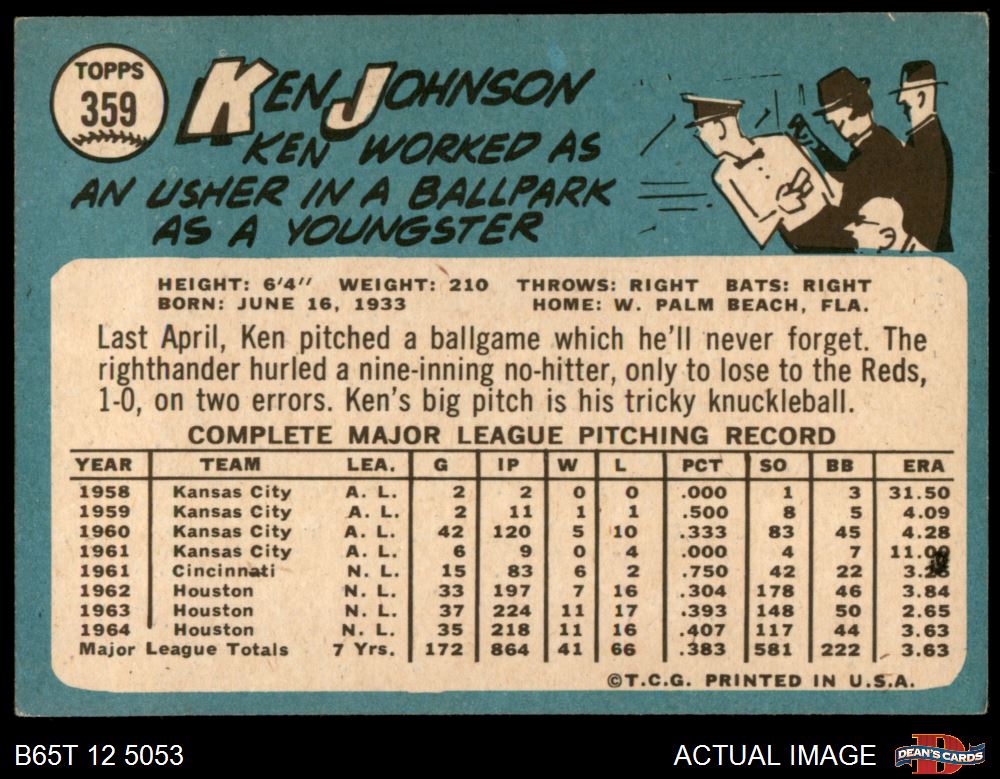 TOPPS
359
KEN JOHNSON
KEN WORKED AS
AN USHER IN A BALLPARK
AS A YOUNGSTER
HEIGHT: 6'4" WEIGHT: 210 THROWS: RIGHT BATS: RIGHT
BORN: JUNE 16, 1933 HOME: W. PALM BEACH, FLA.
Last April, Ken pitched a ballgame which he'll never forget. The
righthander hurled a nine-inning no-hitter, only to lose to the Reds,
1-0, on two errors. Ken's big pitch is his tricky knuckleball.
COMPLETE MAJOR LEAGUE PITCHING RECORD
YEAR TEAM LEA. G IP W L PCT SO BB ERA
1958 Kansas City A. L. 2 2 0 0 .000 1 3 31.50
1959 Kansas City A. L. 2 11 1 1 .500 8 5 4.09
1960 Kansas City A. L. 42 120 5 10 .333 83 45 4.28
1961 Kansas City A. L. 6 9 0 4 .000 4 7
1961 Cincinnati N. L. 15 83 6 2 .750 42 22
1962 Houston N. L. 33 197 7 16 .304 178 46 3.84
1963 Houston N. L. 37 224 11 17 .393 148 50 2.65
1964 Houston N. L. 35 218 11 16 .407 117 44 3.63
Major League Totals 7 Yrs. 172 864 41 66 .383 581 222 3.63
©T.C.G. PRINTED IN U.S.A.
B65T 12 5053 ACTUAL IMAGE DEAN'S CARDS